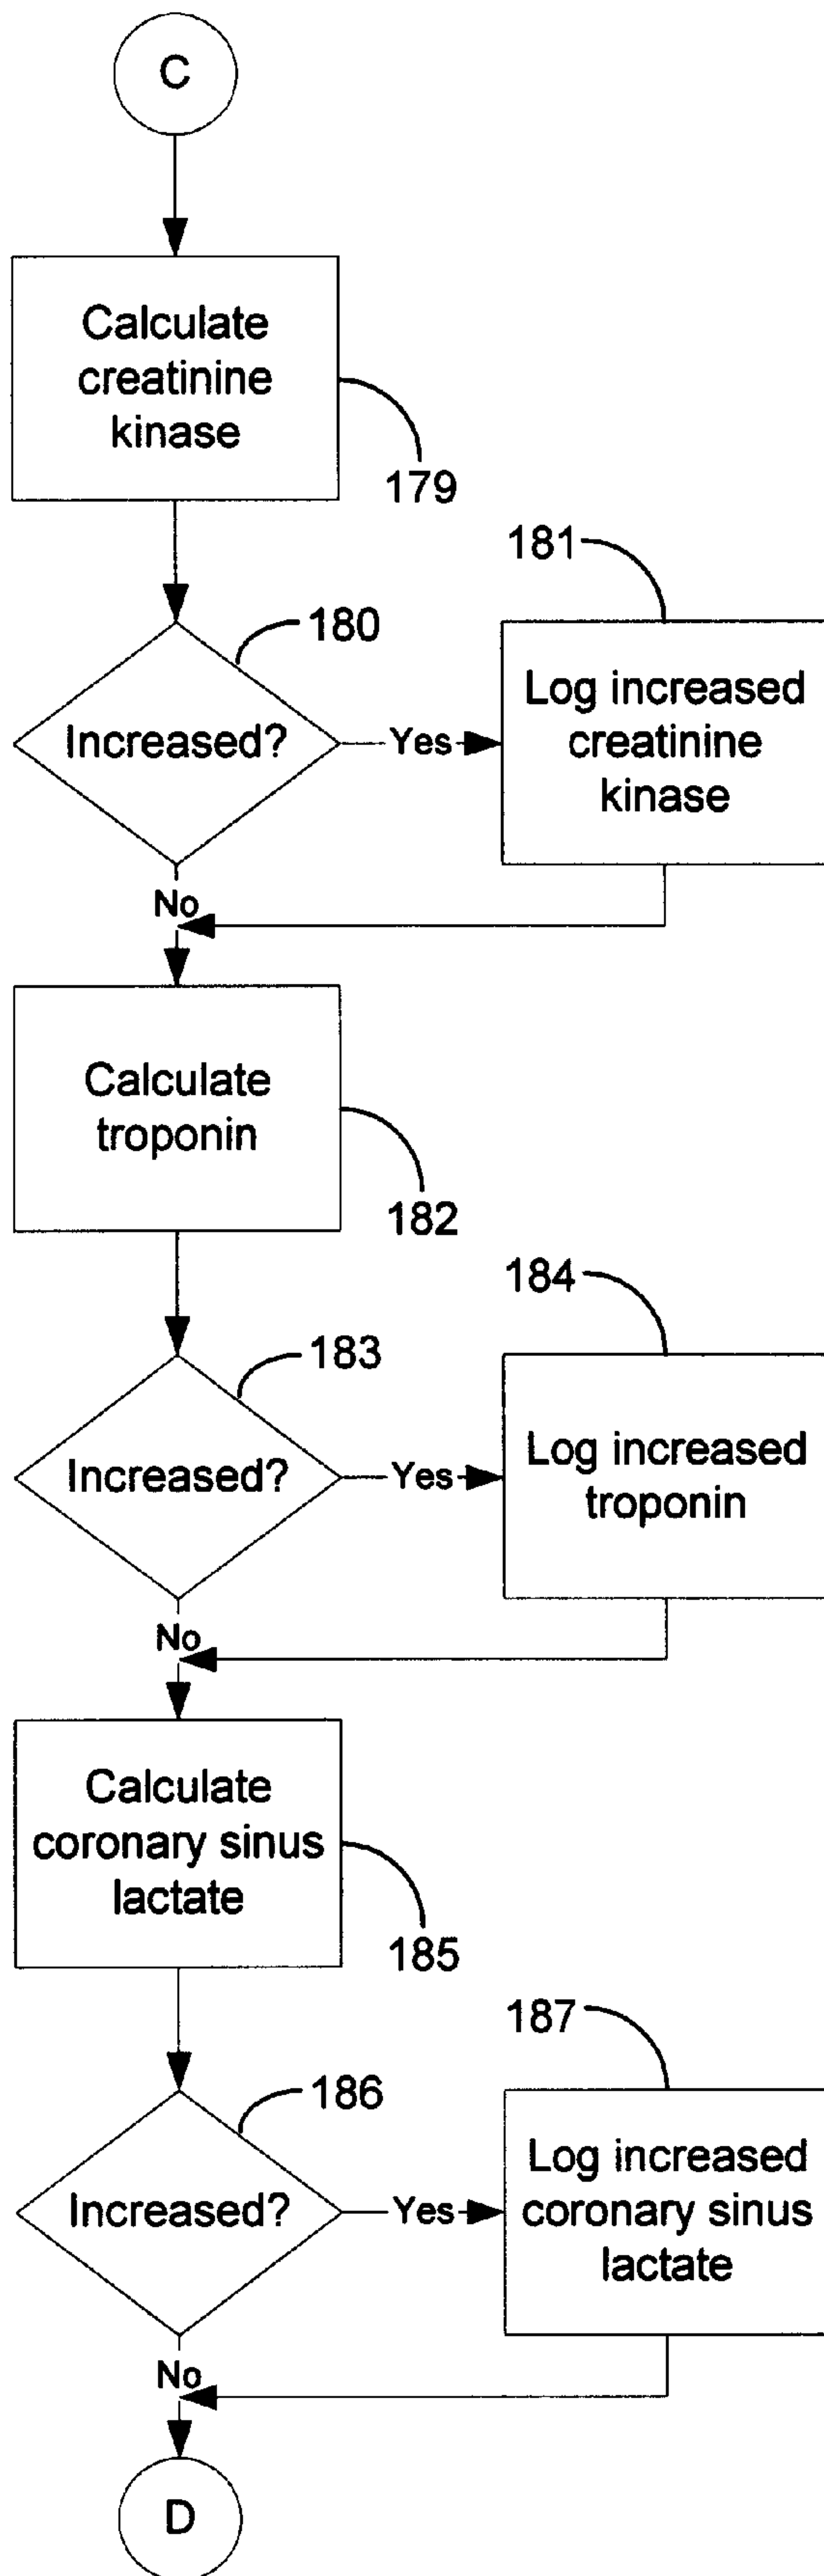 C
Calculate
creatinine
kinase
179
181
180
Increased?
Yes
Log increased
creatinine
kinase
No
Calculate
troponin
182
184
183
Increased?
Yes
Log increased
troponin
No
Calculate
coronary sinus
lactate
185
187
186
Increased?
Yes
Log increased
coronary sinus
lactate
No
D